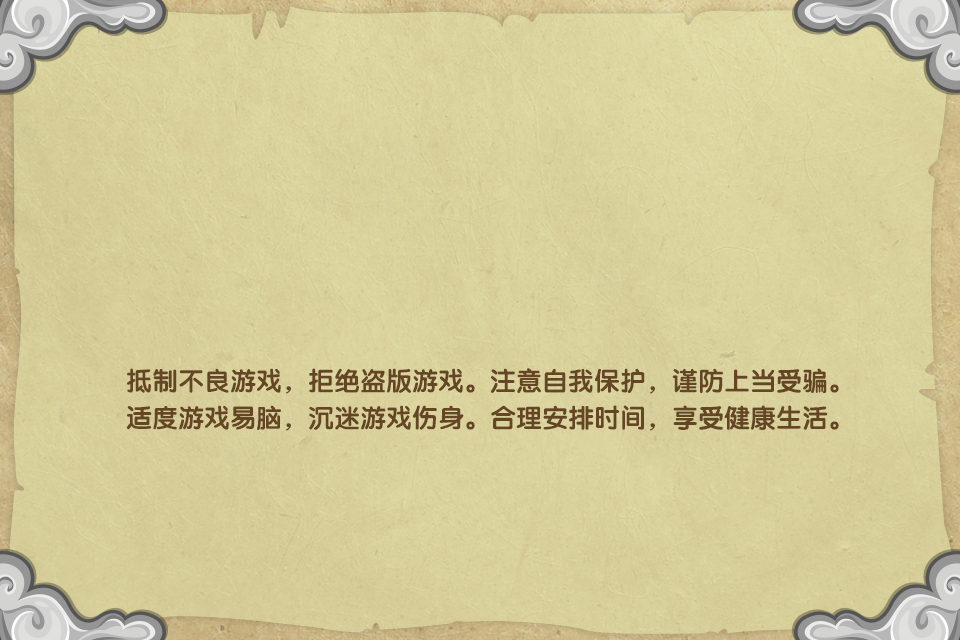 抵制不良游戏，拒绝盗版游戏。注意自我保护，谨防上当受骗。
适度游戏易脑，沉迷游戏伤身。合理安排时间，享受健康生活。